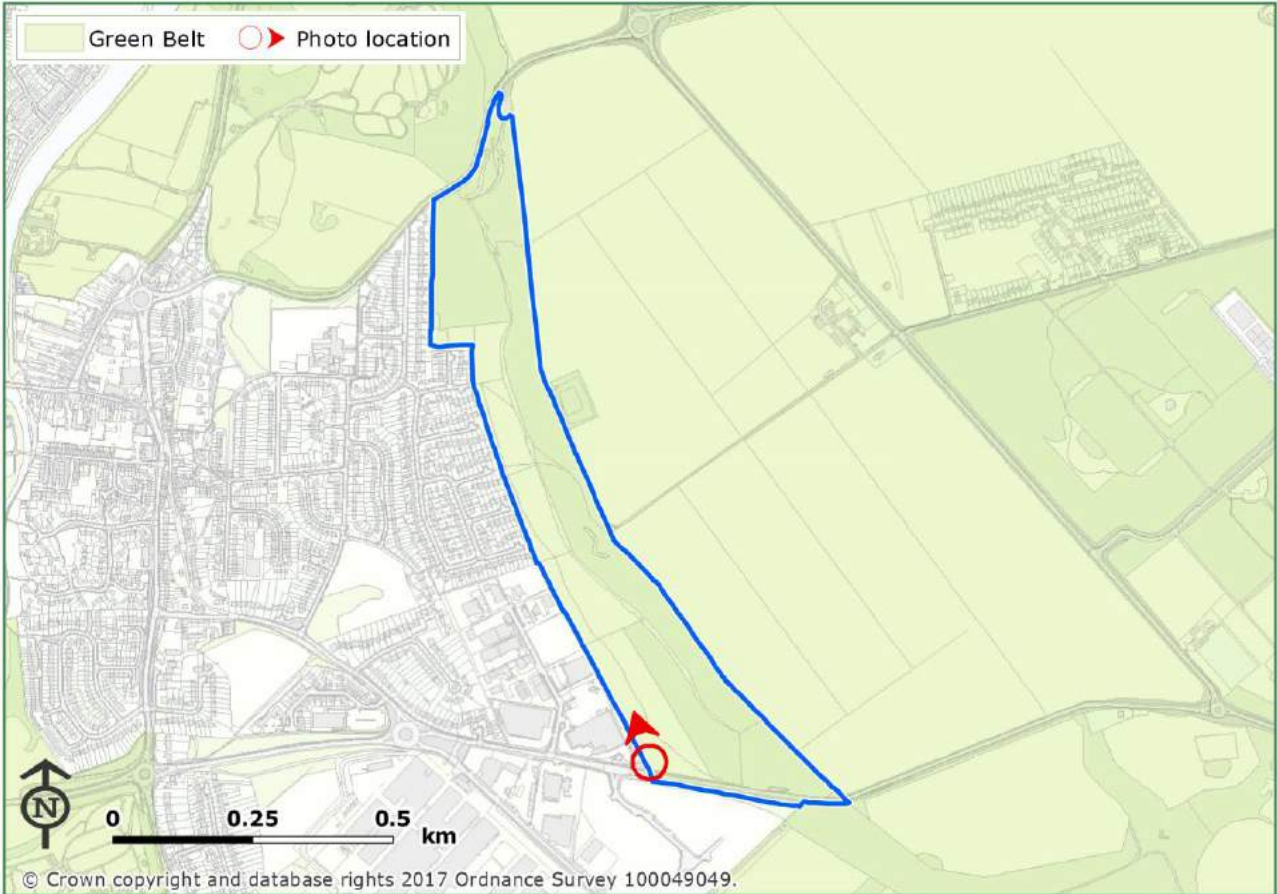 Green Belt Photo location
N
0 0.25 0.5
km
© Crown copyright and database rights 2017 Ordnance Survey 100049049.